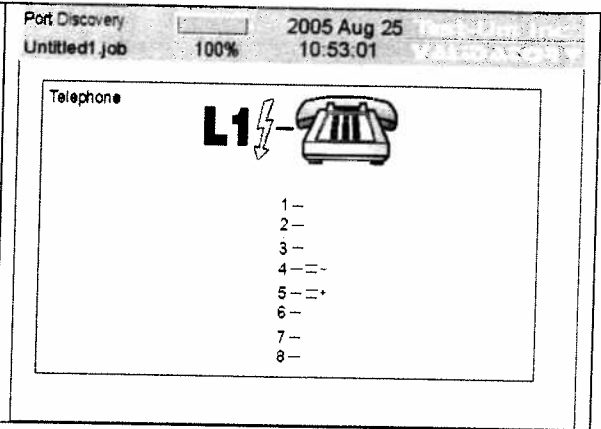 Port Discovery
2005 Aug 25
Untitled1.job
100%
10:53:01
Telephone
L1
1 —
2 —
3 —
4 —
5 — +
6 —
7 —
8 —